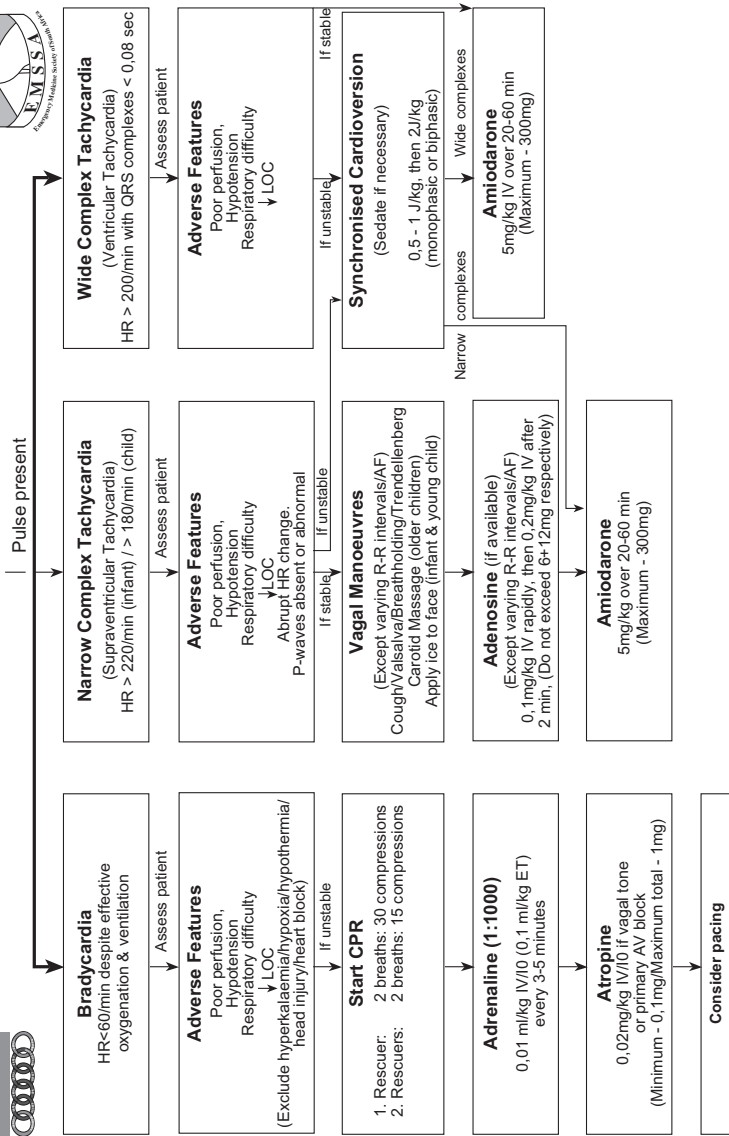 EMSSA
Emergency Medicine Society of South Africa
Pulse present
Bradycardia
HR<60/min despite effective
oxygenation & ventilation
Assess patient
Adverse Features
Poor perfusion,
Hypotension
Respiratory difficulty
↓ LOC
(Exclude hyperkalaemia/hypoxia/hypothermia/
head injury/heart block)
If unstable
Start CPR
1. Rescuer: 2 breaths: 30 compressions
2. Rescuers: 2 breaths: 15 compressions
Adrenaline (1:1000)
0,01 ml/kg IV/I0 (0,1 ml/kg ET)
every 3-5 minutes
Atropine
0,02mg/kg IV/I0 if vagal tone
or primary AV block
(Minimum - 0,1mg/Maximum total - 1mg)
Consider pacing
Narrow Complex Tachycardia
(Supraventricular Tachycardia)
HR > 220/min (infant) / > 180/min (child)
Assess patient
Adverse Features
Poor perfusion,
Hypotension
Respiratory difficulty
↓LOC
Abrupt HR change.
P-waves absent or abnormal
If stable
If unstable
Vagal Manoeuvres
(Except varying R-R intervals/AF)
Cough/Valsalva/Breathholding/Trendellenberg
Carotid Massage (older children)
Apply ice to face (infant & young child)
Adenosine (if available)
(Except varying R-R intervals/AF)
0,1mg/kg IV rapidly, then 0,2mg/kg IV after
2 min, (Do not exceed 6+12mg respectively)
Amiodarone
5mg/kg over 20-60 min
(Maximum - 300mg)
Wide Complex Tachycardia
(Ventricular Tachycardia)
HR > 200/min with QRS complexes < 0,08 sec
Assess patient
Adverse Features
Poor perfusion,
Hypotension
Respiratory difficulty
↓ LOC
If unstable
If stable
Synchronised Cardioversion
(Sedate if necessary)
0,5 - 1 J/kg, then 2J/kg
(monophasic or biphasic)
Narrow complexes
Wide complexes
Amiodarone
5mg/kg IV over 20-60 min
(Maximum - 300mg)